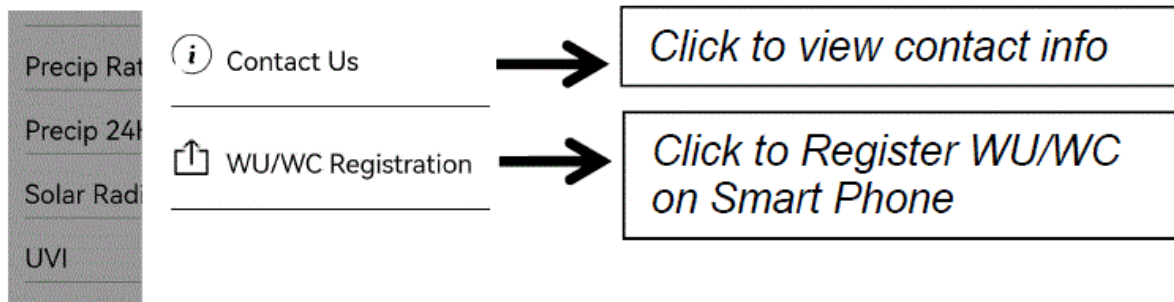 Precip Rat
Precip 24H
Solar Radi
UVI
Contact Us
WU/WC Registration
Click to view contact info
Click to Register WU/WC
on Smart Phone